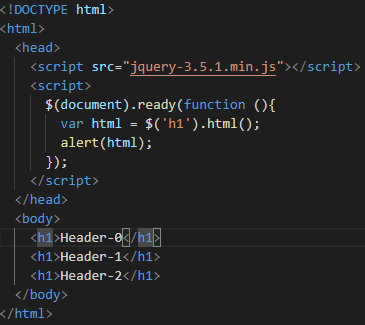 <!DOCTYPE html>
<html>
<head>
<script src="jquery-3.5.1.min.js"></script>
<script>
$(document).ready(function (){
var html = $('h1').html();
alert(html);
});
</script>
</head>
<body>
<h1>Header-0</h1>
<h1>Header-1</h1>
<h1>Header-2</h1>
</body>
</html>